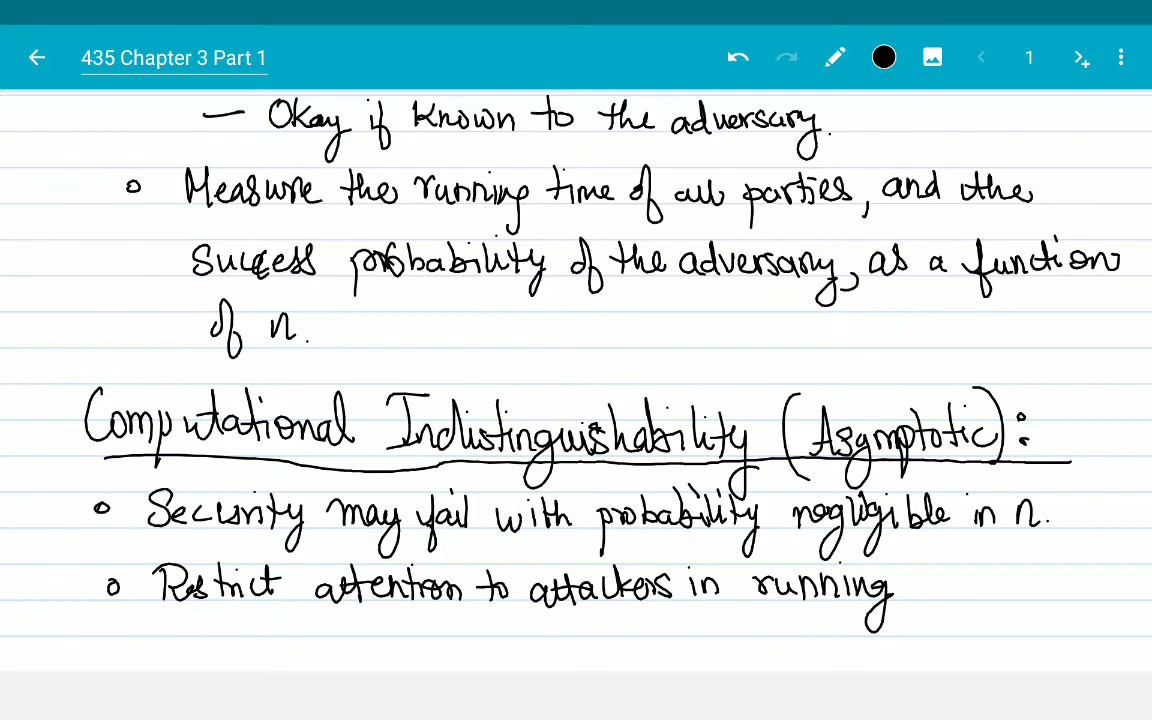 435 Chapter 3 Part 1
1
— Okay if known to the adversary.
◦ Measure the running time of all parties, and the
success probability of the adversary, as a function
of n.
Computational Indistinguishability (Asymptotic):
◦ Security may fail with probability negligible in n.
◦ Restrict attention to attackers in running